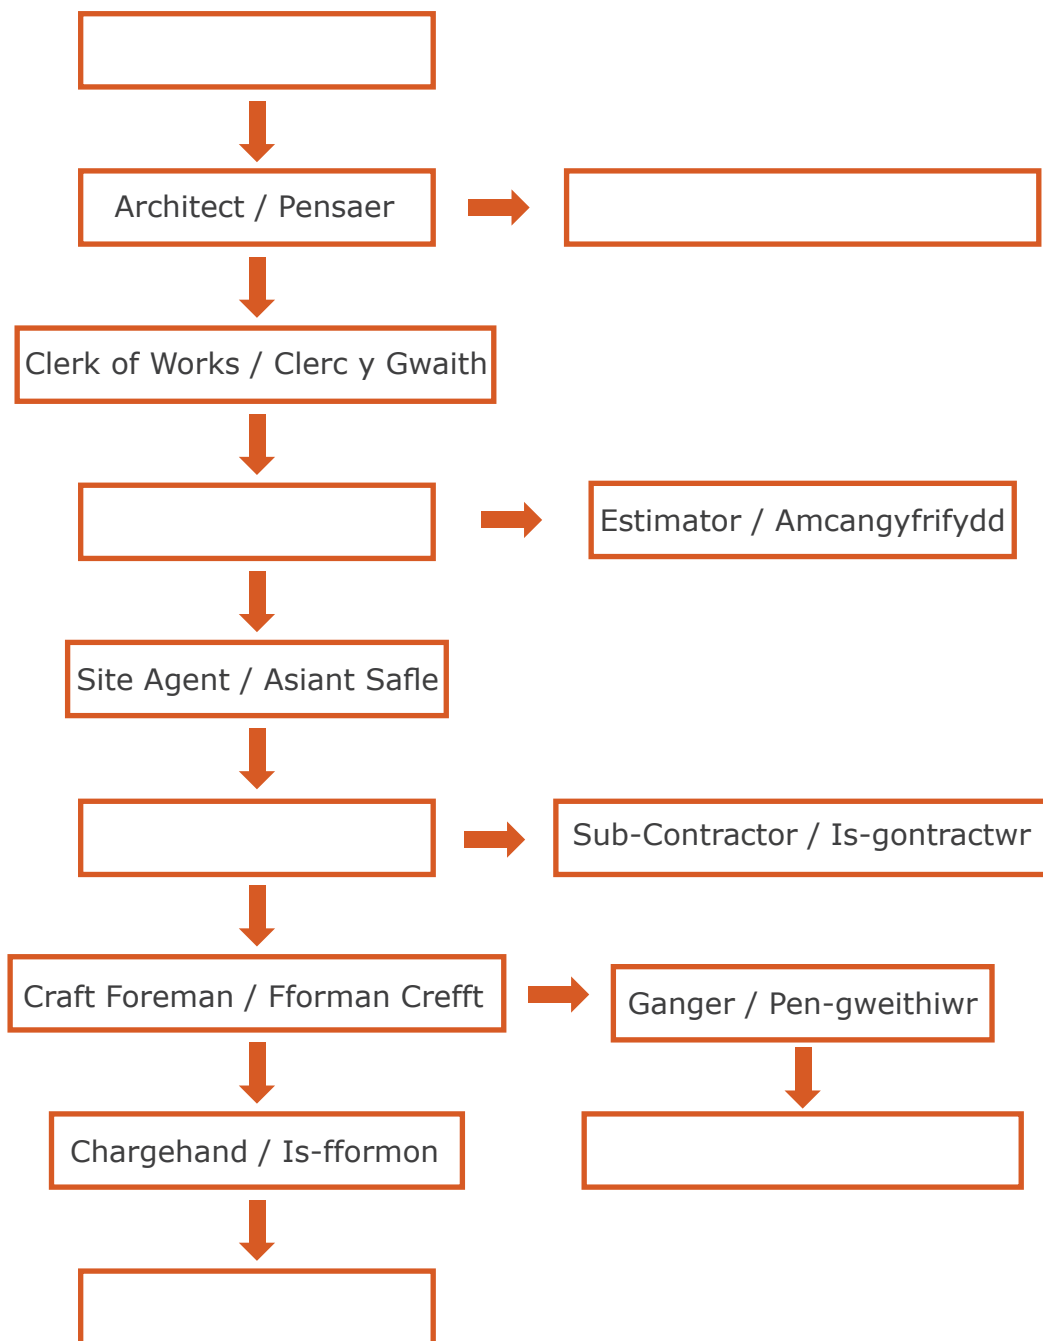 Architect / Pensaer
Clerk of Works / Clerc y Gwaith
Estimator / Amcangyfrifydd
Site Agent / Asiant Safle
Sub-Contractor / Is-gontractwr
Craft Foreman / Fforman Crefft
Ganger / Pen-gweithiwr
Chargehand / Is-fformon